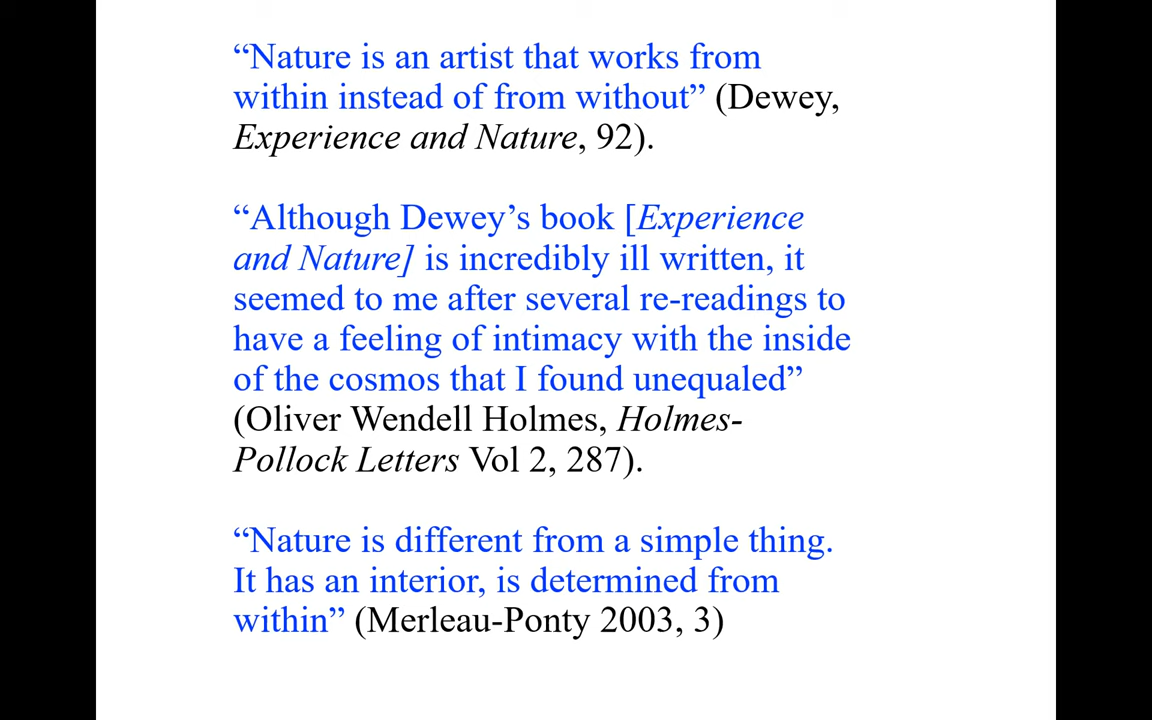 “Nature is an artist that works from
within instead of from without” (Dewey,
Experience and Nature, 92).
“Although Dewey’s book [Experience
and Nature] is incredibly ill written, it
seemed to me after several re-readings to
have a feeling of intimacy with the inside
of the cosmos that I found unequaled”
(Oliver Wendell Holmes, Holmes-
Pollock Letters Vol 2, 287).
“Nature is different from a simple thing.
It has an interior, is determined from
within” (Merleau-Ponty 2003, 3)